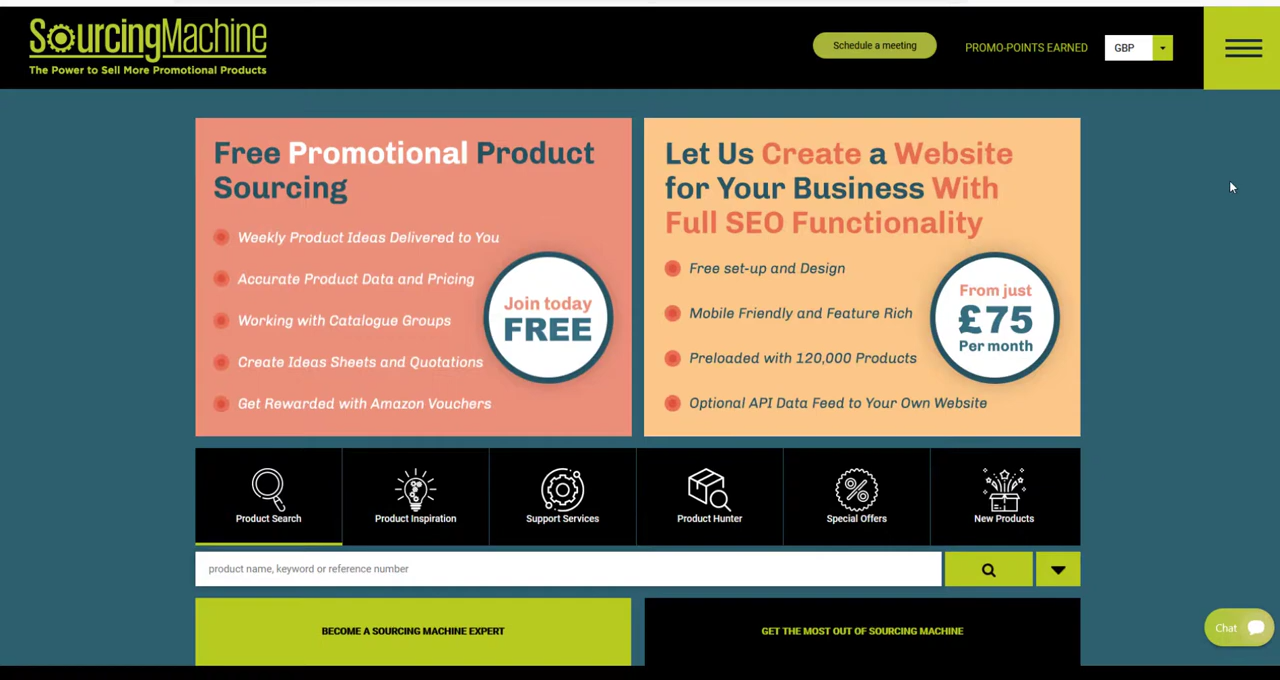 SourcingMachine
The Power to Sell More Promotional Products
Schedule a meeting
PROMO-POINTS EARNED
GBP
Free Promotional Product
Sourcing
Weekly Product Ideas Delivered to You
Accurate Product Data and Pricing
Working with Catalogue Groups
Create Ideas Sheets and Quotations
Get Rewarded with Amazon Vouchers
Join today
FREE
Let Us Create a Website
for Your Business With
Full SEO Functionality
Free set-up and Design
Mobile Friendly and Feature Rich
Preloaded with 120,000 Products
Optional API Data Feed to Your Own Website
From just
£75
Per month
Product Search
Product Inspiration
Support Services
Product Hunter
Special Offers
New Products
product name, keyword or reference number
BECOME A SOURCING MACHINE EXPERT
GET THE MOST OUT OF SOURCING MACHINE
Chat